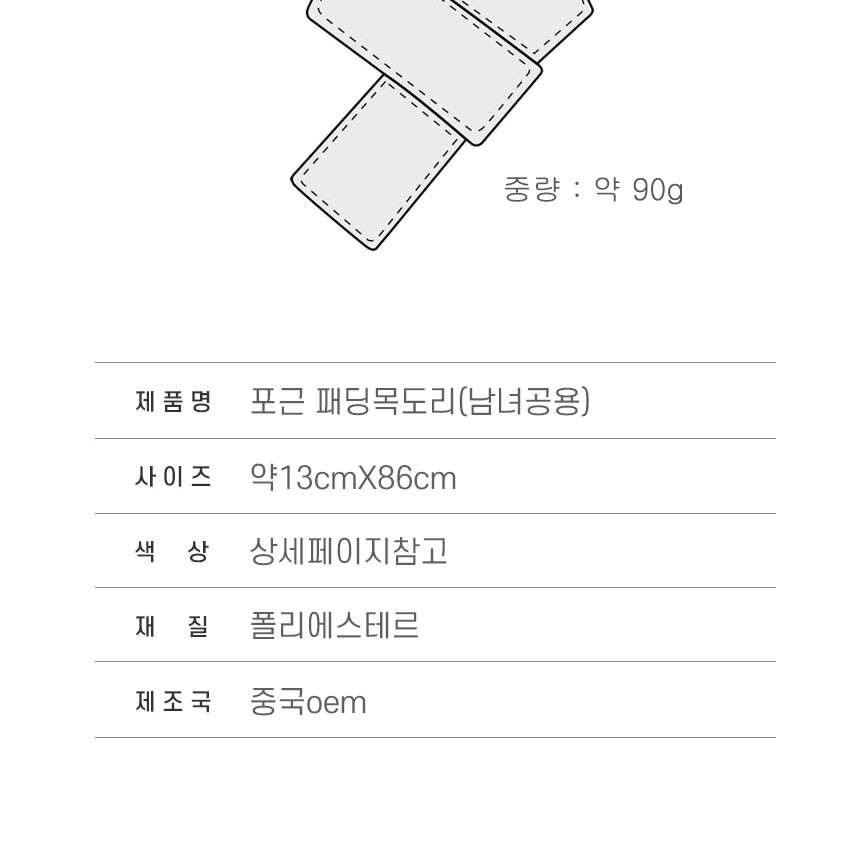 중량 : 약 90g
제품명 포근 패딩목도리(남녀공용)
사이즈 약13cmX86cm
색 상 상세페이지참고
재 질 폴리에스테르
제조국 중국oem